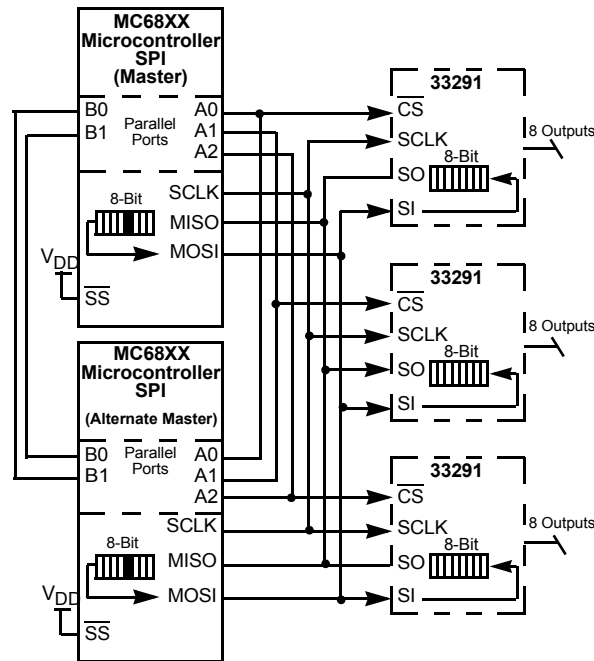 MC68XX
Microcontroller
SPI
(Master)
B0
B1
Parallel
Ports
A0
A1
A2
8-Bit
SCLK
MISO
MOSI
VDD
SS
MC68XX
Microcontroller
SPI
(Alternate Master)
B0
B1
Parallel
Ports
A0
A1
A2
8-Bit
SCLK
MISO
MOSI
VDD
SS
33291
CS
SCLK
8-Bit
SO
SI
8 Outputs
33291
CS
SCLK
8-Bit
SO
SI
8 Outputs
33291
CS
SCLK
8-Bit
SO
SI
8 Outputs